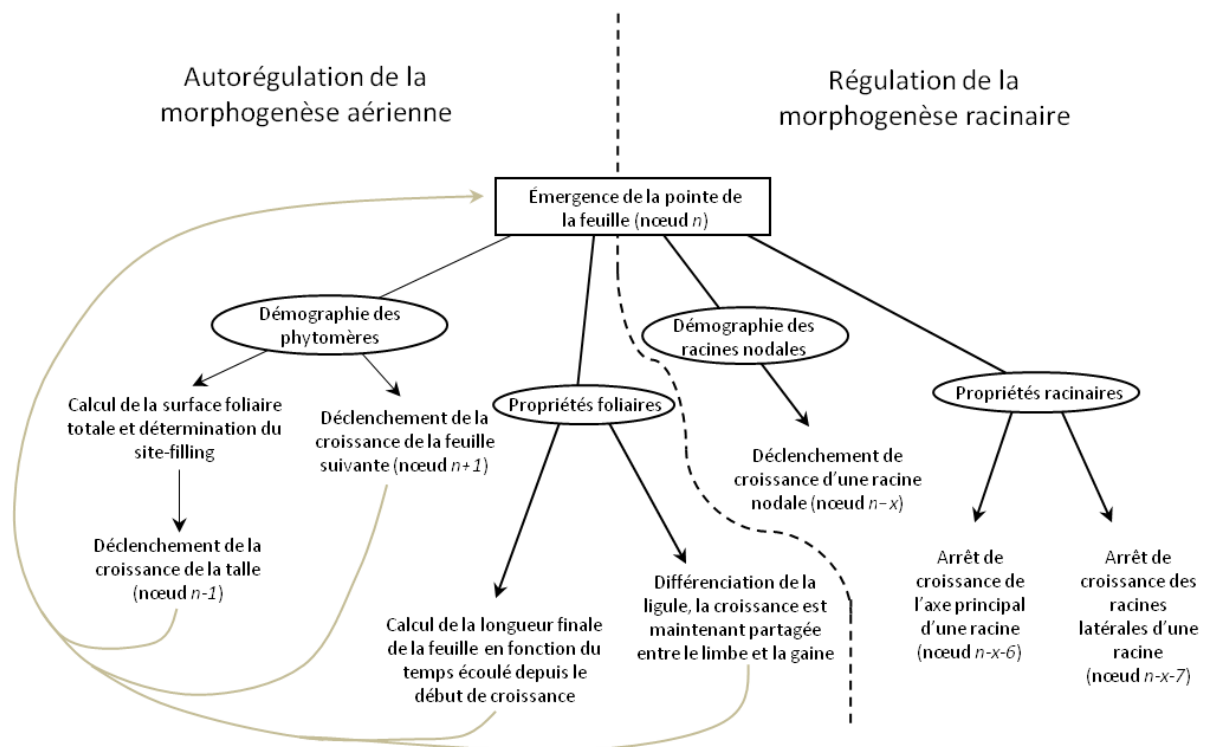 Autorégulation de la
morphogenèse aérienne
Régulation de la
morphogenèse racinaire
Émergence de la pointe de
la feuille (nœud n)
Démographie des
phytomères
Démographie des
racines nodales
Propriétés foliaires
Propriétés racinaires
Calcul de la surface foliaire
totale et détermination du
site-filling
Déclenchement de la
croissance de la feuille
suivante (nœud n+1)
Déclenchement de
croissance d’une racine
nodale (nœud n–x)
Déclenchement de la
croissance de la talle
(nœud n-1)
Calcul de la longueur finale
de la feuille en fonction du
temps écoulé depuis le
début de croissance
Différenciation de la
ligule, la croissance est
maintenant partagée
entre le limbe et la gaine
Arrêt de
croissance de
l’axe principal
d’une racine
(nœud n-x-6)
Arrêt de
croissance des
racines
latérales d’une
racine
(nœud n-x-7)